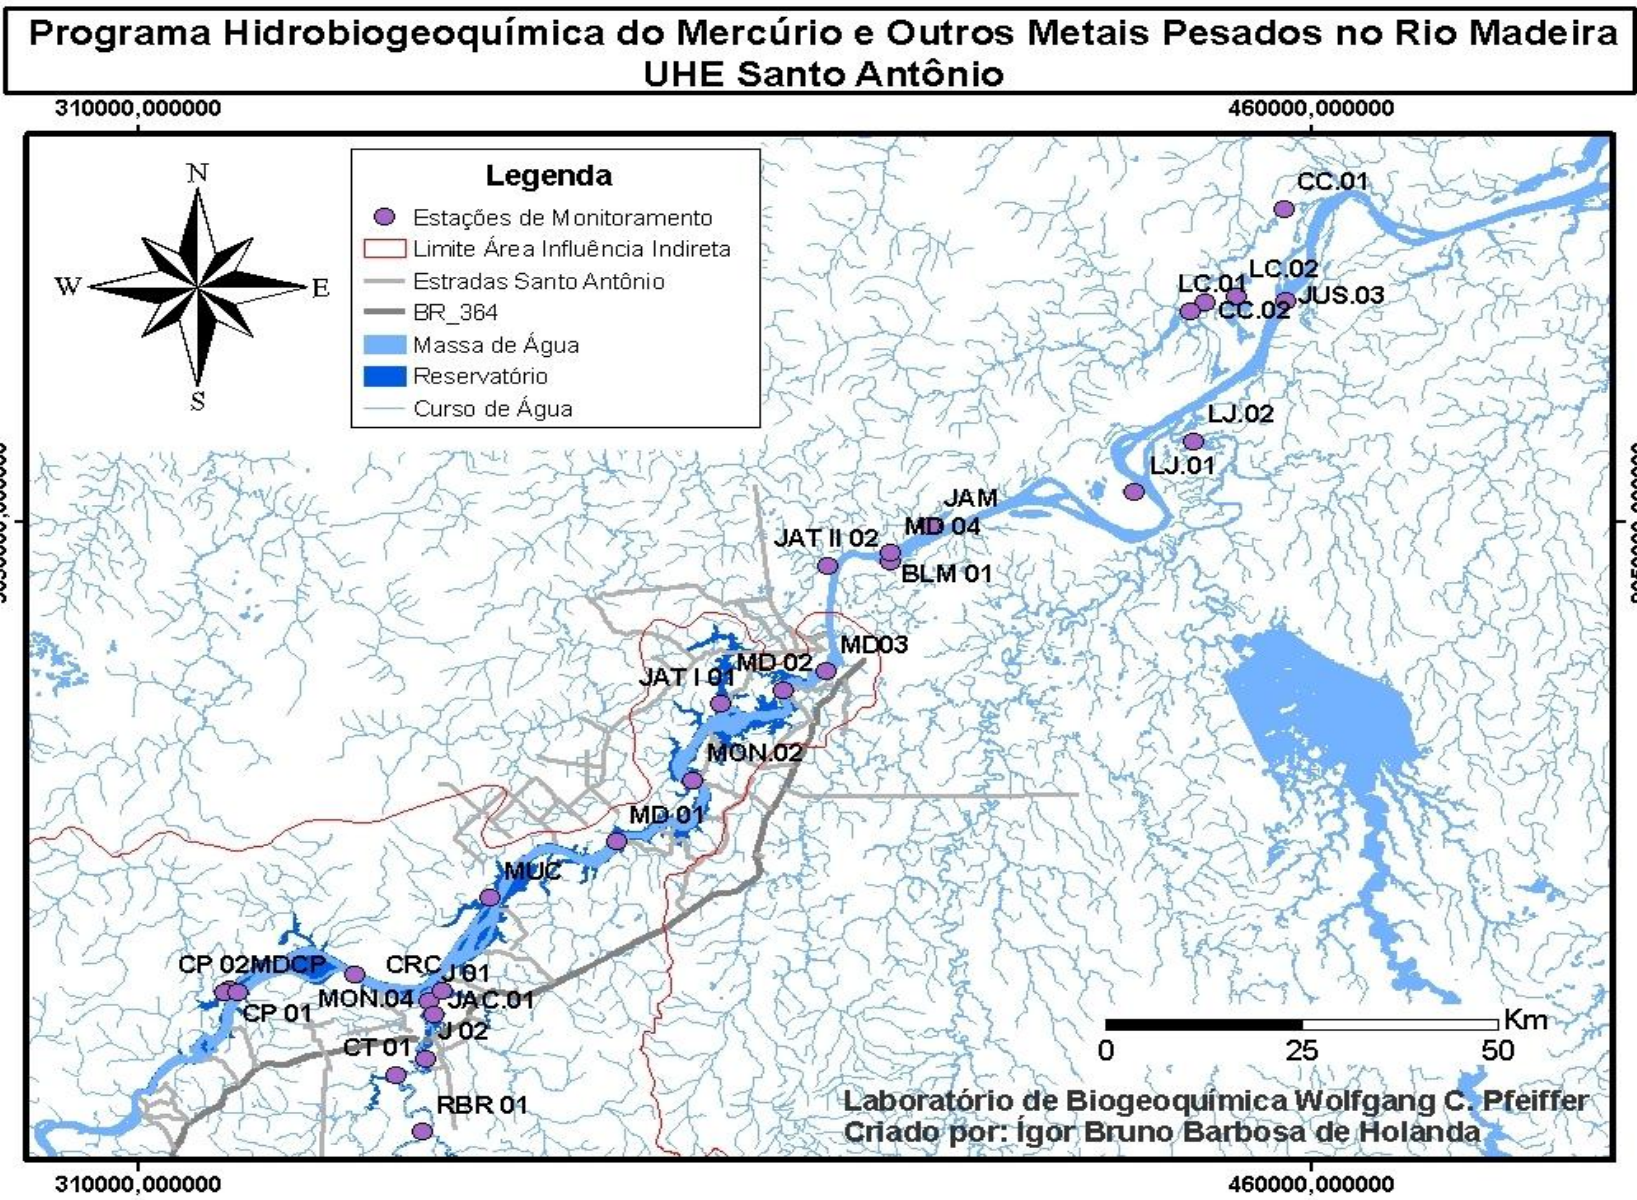 Programa Hidrobiogeoquímica do Mercúrio e Outros Metais Pesados no Rio Madeira
UHE Santo Antônio
310000,000000
460000,000000
N
W
E
S
Legenda
Estações de Monitoramento
Limite Área Influência Indireta
Estradas Santo Antônio
BR_364
Massa de Água
Reservatório
Curso de Água
CC.01
LC.02
LC.01
JUS.03
CC.02
LJ.02
LJ.01
JAM
MD 04
JAT II 02
BLM 01
MD03
MD 02
JAT I 01
MON.02
MD 01
MUC
CP 02
MDCP
CRC
J 01
MON.04
JAC.01
CP 01
J 02
CT 01
RBR 01
Km
0
25
50
Laboratório de Biogeoquímica Wolfgang C. Pfeiffer
Criado por: Ígor Bruno Barbosa de Holanda
310000,000000
460000,000000